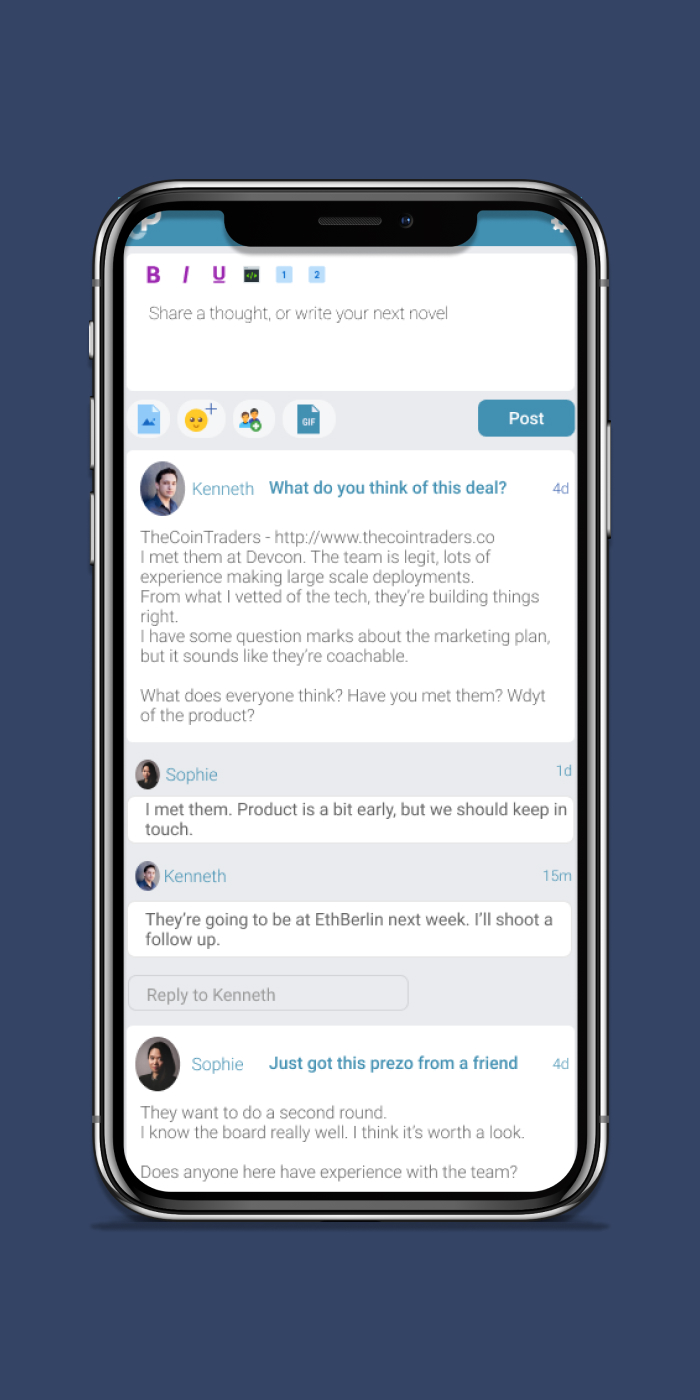 B I U </> 1 2
Share a thought, or write your next novel
GIF
Post
Kenneth What do you think of this deal? 4d
TheCoinTraders - http://www.thecointraders.co
I met them at Devcon. The team is legit, lots of
experience making large scale deployments.
From what I vetted of the tech, they’re building things
right.
I have some question marks about the marketing plan,
but it sounds like they’re coachable.
What does everyone think? Have you met them? Wdyt
of the product?
Sophie 1d
I met them. Product is a bit early, but we should keep in
touch.
Kenneth 15m
They’re going to be at EthBerlin next week. I’ll shoot a
follow up.
Reply to Kenneth
Sophie Just got this prezo from a friend 4d
They want to do a second round.
I know the board really well. I think it’s worth a look.
Does anyone here have experience with the team?